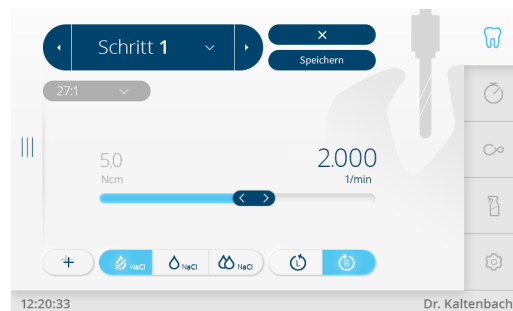 Schritt 1
×
Speichern
27:1
5,0
Ncm
2.000
1/min
NaCl
NaCl
NaCl
L
R
12:20:33
Dr. Kaltenbach